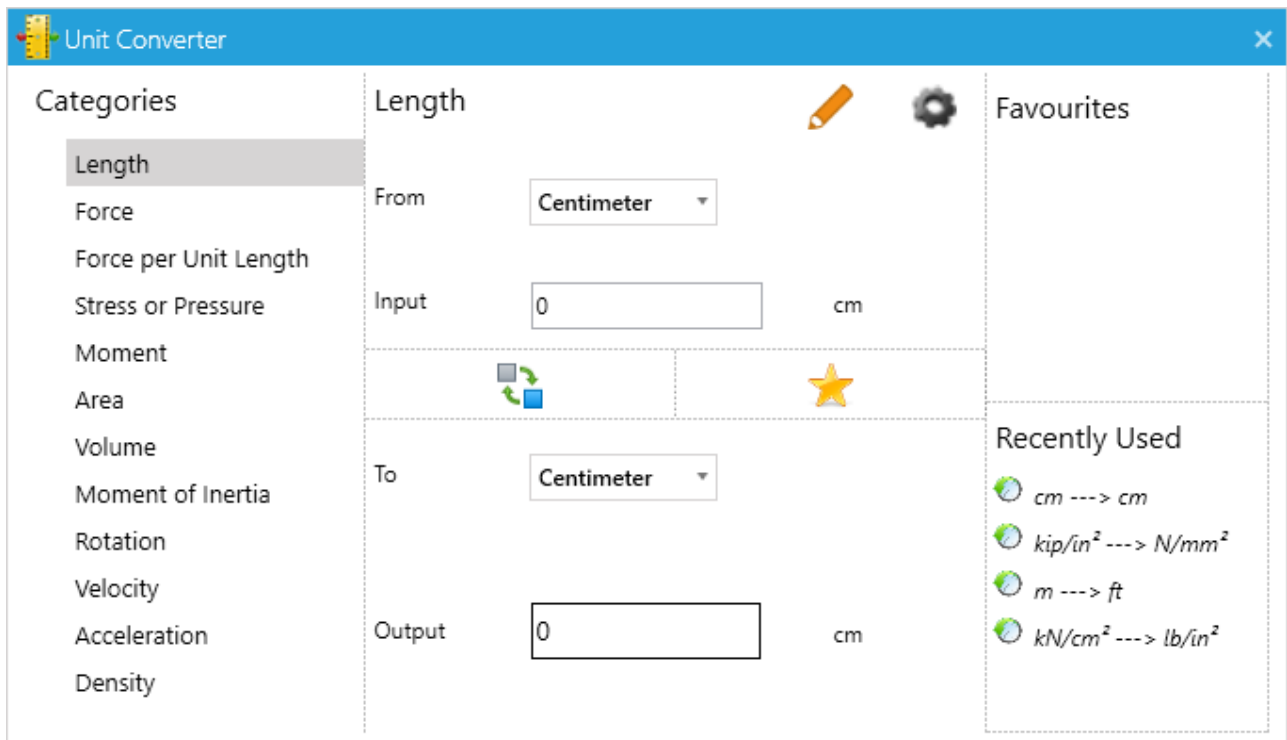 Unit Converter
Categories
Length
Force
Force per Unit Length
Stress or Pressure
Moment
Area
Volume
Moment of Inertia
Rotation
Velocity
Acceleration
Density
Length
From
Centimeter
Input
0
cm
To
Centimeter
Output
0
cm
Favourites
Recently Used
cm ---> cm
kip/in² ---> N/mm²
m ---> ft
kN/cm² ---> lb/in²